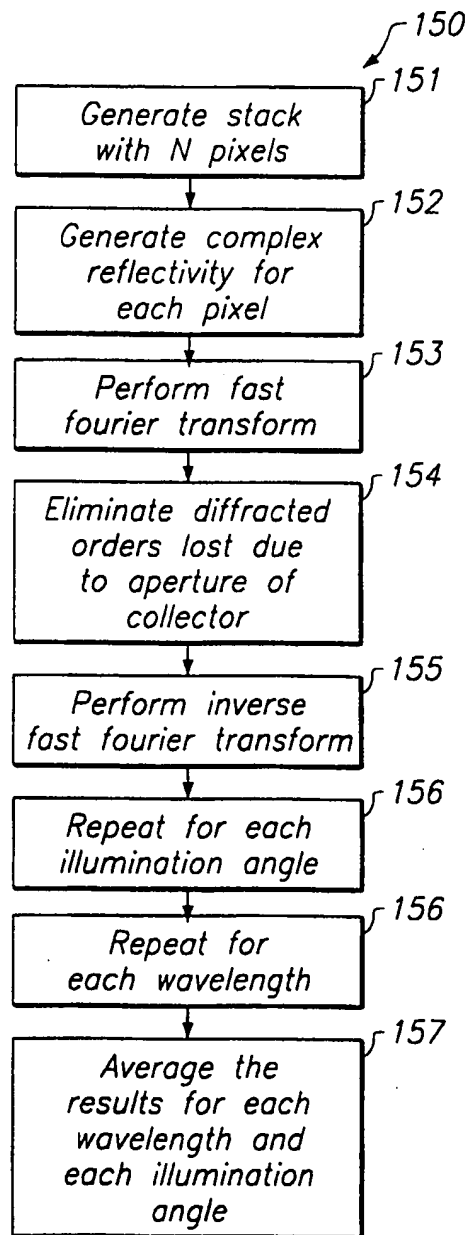 150
151
Generate stack
with N pixels
152
Generate complex
reflectivity for
each pixel
153
Perform fast
fourier transform
154
Eliminate diffracted
orders lost due
to aperture of
collector
155
Perform inverse
fast fourier transform
156
Repeat for each
illumination angle
156
Repeat for
each wavelength
157
Average the
results for each
wavelength and
each illumination
angle